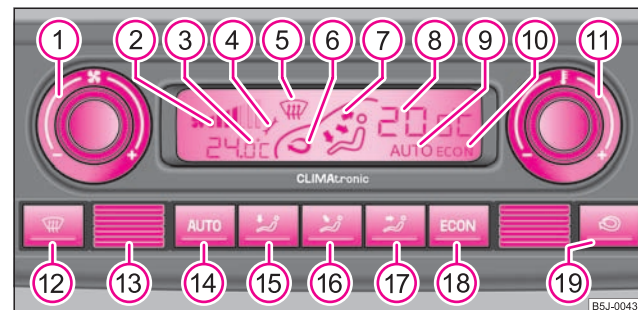 1 2 3 4 5 6 7 8 9 10 11
24.0C 20.5C
AUTO ECON
- + - +
CLIMAtronic
AUTO ECON
12 13 14 15 16 17 18 19
B5J-0043